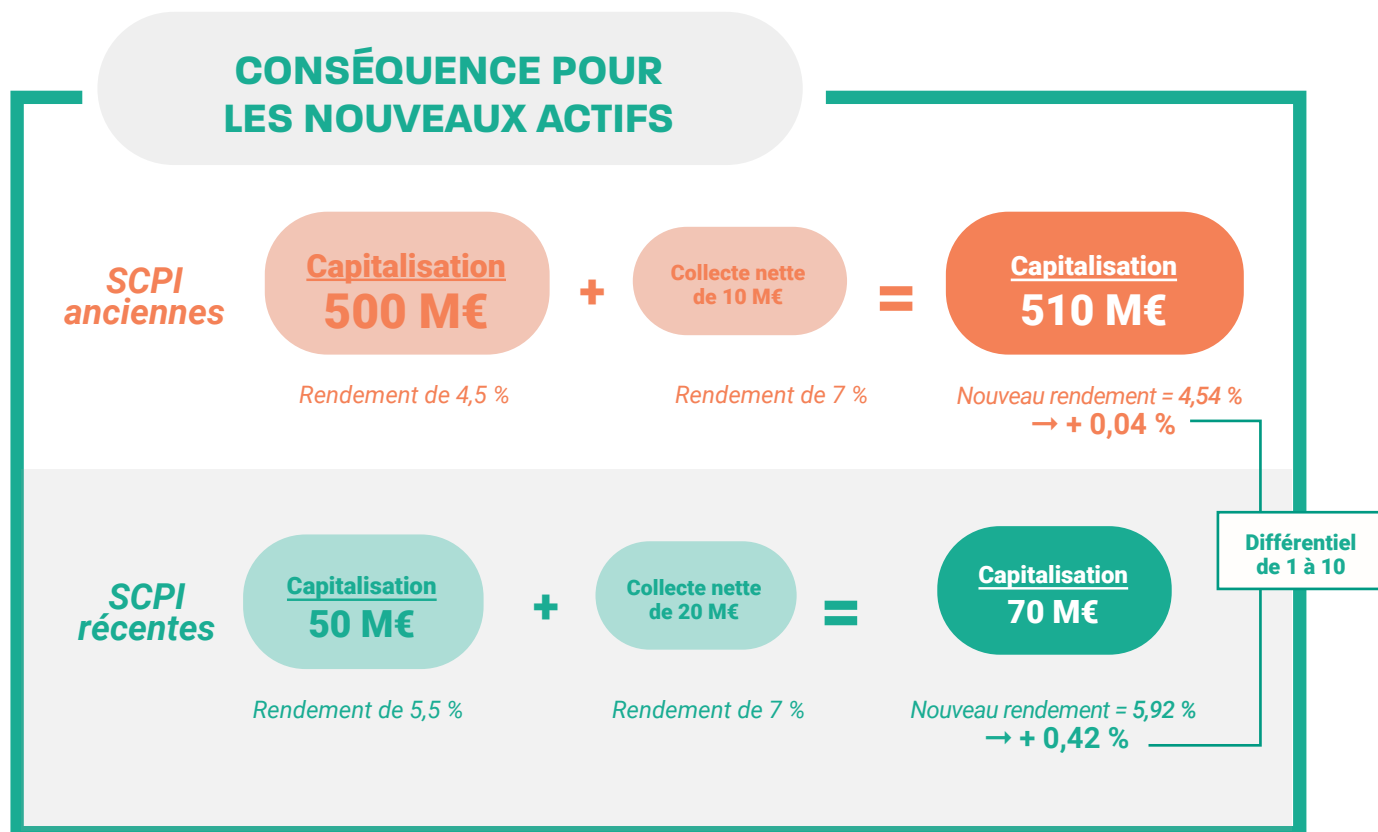 CONSÉQUENCE POUR
LES NOUVEAUX ACTIFS
SCPI
anciennes
Capitalisation
500 M€
+
Collecte nette
de 10 M€
=
Capitalisation
510 M€
Rendement de 4,5 %
Rendement de 7 %
Nouveau rendement = 4,54 %
→ + 0,04 %
Différentiel
de 1 à 10
SCPI
récentes
Capitalisation
50 M€
+
Collecte nette
de 20 M€
=
Capitalisation
70 M€
Rendement de 5,5 %
Rendement de 7 %
Nouveau rendement = 5,92 %
→ + 0,42 %